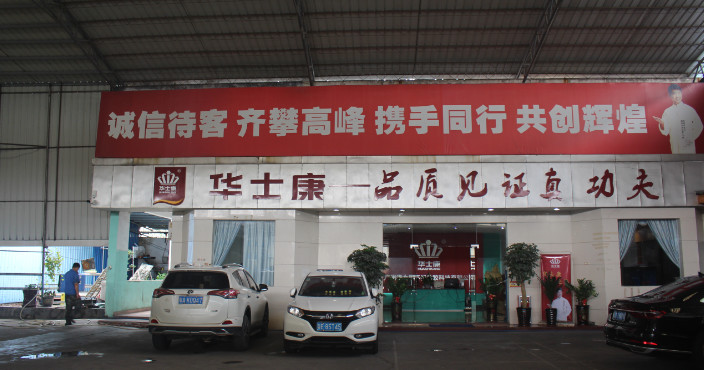 诚信待客 齐攀高峰 携手同行 共创辉煌
华士康 一品质见证真功夫
华士康